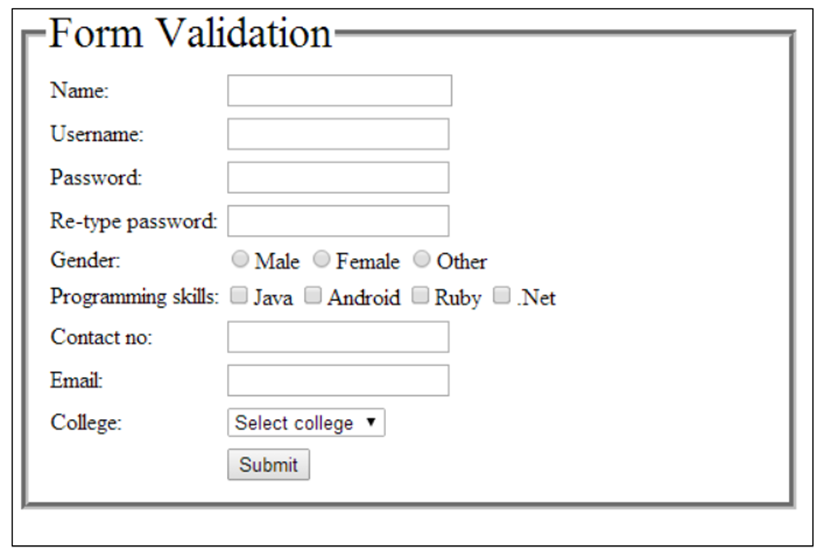 Form Validation
Name:
Username:
Password:
Re-type password:
Gender: Male Female Other
Programming skills: Java Android Ruby .Net
Contact no:
Email:
College: Select college
Submit